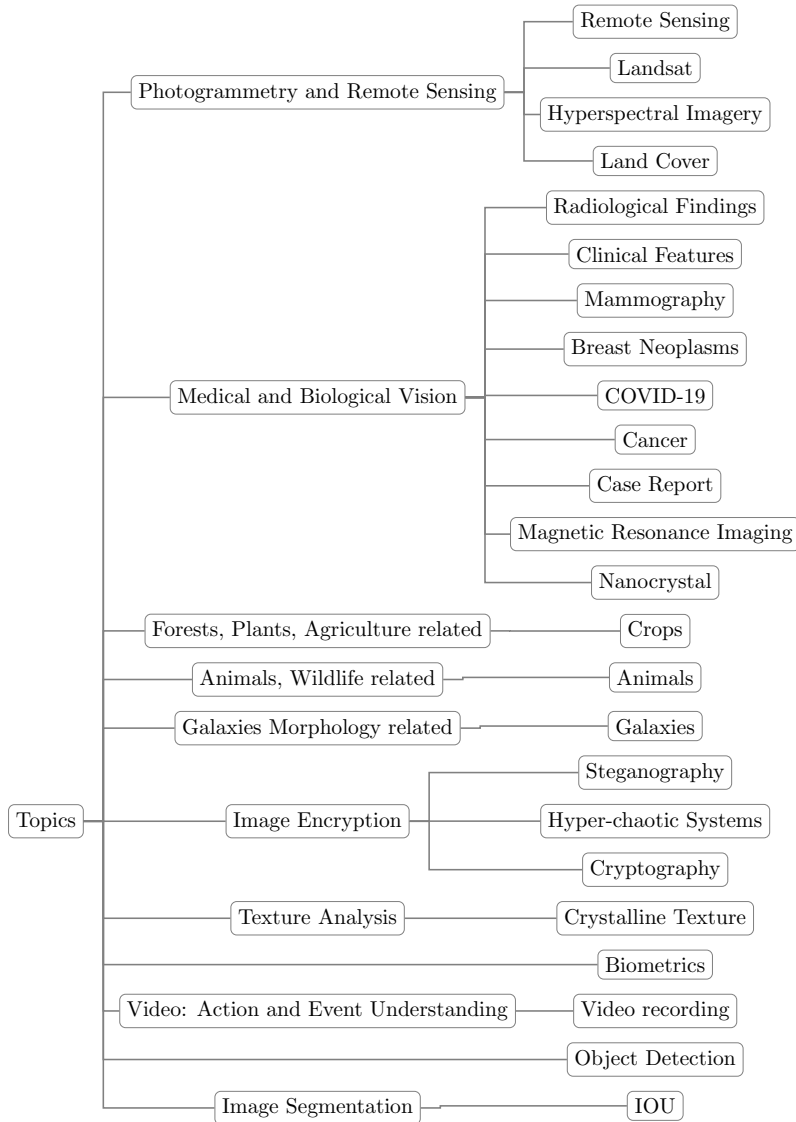 Remote Sensing
Landsat
Photogrammetry and Remote Sensing
Hyperspectral Imagery
Land Cover
Radiological Findings
Clinical Features
Mammography
Breast Neoplasms
Medical and Biological Vision
COVID-19
Cancer
Case Report
Magnetic Resonance Imaging
Nanocrystal
Forests, Plants, Agriculture related
Crops
Animals, Wildlife related
Animals
Galaxies Morphology related
Galaxies
Steganography
Topics
Image Encryption
Hyper-chaotic Systems
Cryptography
Texture Analysis
Crystalline Texture
Biometrics
Video: Action and Event Understanding
Video recording
Object Detection
Image Segmentation
IOU